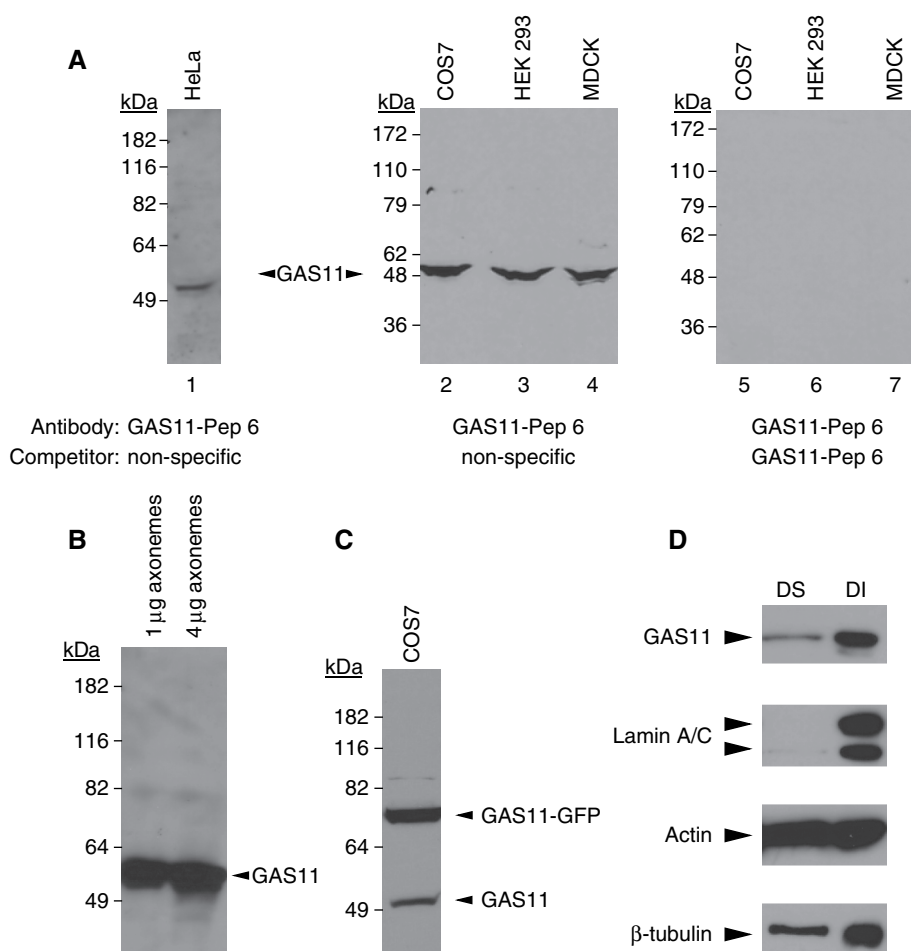 A
kDa
HeLa
182
116
82
64
49
1
◄GAS11►
kDa
COS7
HEK 293
MDCK
172
110
79
62
48
36
2 3 4
COS7
HEK 293
MDCK
172
110
79
62
48
36
5 6 7
Antibody: GAS11-Pep 6
Competitor: non-specific
GAS11-Pep 6
non-specific
GAS11-Pep 6
GAS11-Pep 6
B
1 µg axonemes
4 µg axonemes
kDa
182
116
82
64
49
GAS11
C
COS7
kDa
182
116
82
64
49
GAS11-GFP
GAS11
D
DS DI
GAS11
Lamin A/C
Actin
β-tubulin